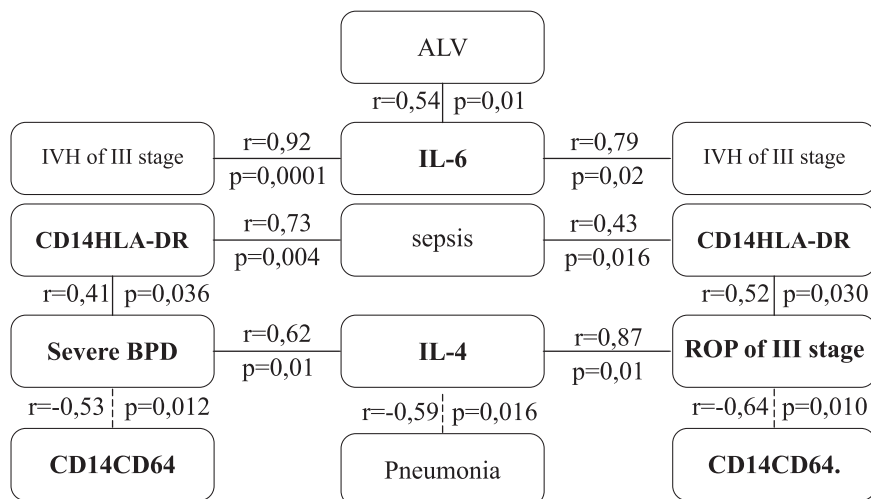 ALV
r=0,54 p=0,01
r=0,92 r=0,79
IVH of III stage IL-6 IVH of III stage
p=0,0001 p=0,02
r=0,73 r=0,43
CD14HLA-DR sepsis CD14HLA-DR
p=0,004 p=0,016
r=0,41 p=0,036 r=0,52 p=0,030
r=0,62 r=0,87
Severe BPD IL-4 ROP of III stage
p=0,01 p=0,01
r=-0,53 p=0,012 r=-0,59 p=0,016 r=-0,64 p=0,010
CD14CD64 Pneumonia CD14CD64.